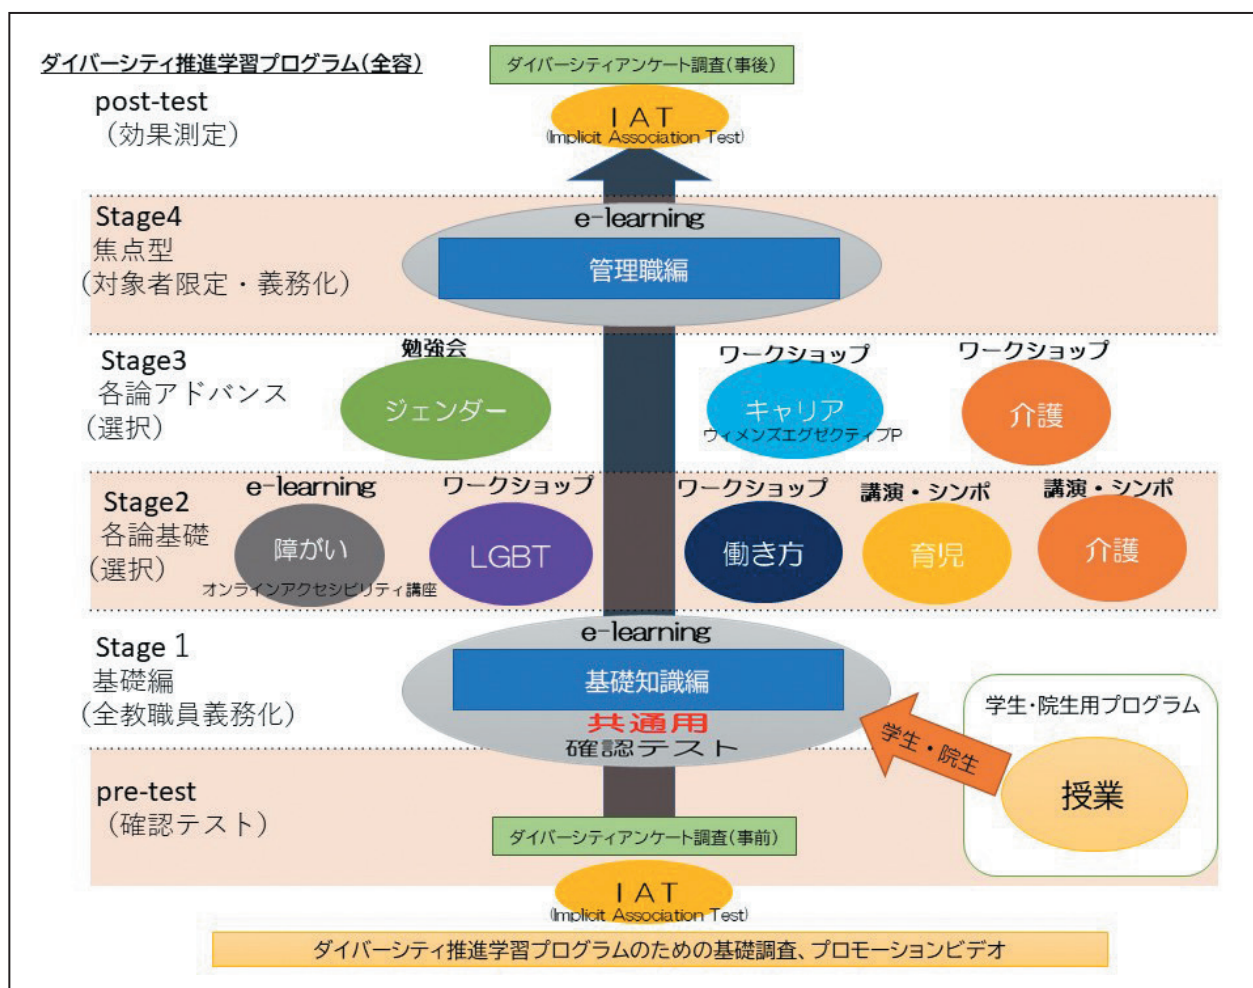 ダイバーシティ推進学習プログラム(全容)
ダイバーシティアンケート調査(事後)
post-test
(効果測定)
IAT
(Implicit Association Test)
Stage4
焦点型
(対象者限定・義務化)
e-learning
管理職編
Stage3
各論アドバンス
(選択)
勉強会
ジェンダー
ワークショップ
キャリア
ウィメンズエグゼクティブP
ワークショップ
介護
Stage2
各論基礎
(選択)
e-learning
障がい
オンラインアクセシビリティ講座
ワークショップ
LGBT
ワークショップ
働き方
講演・シンポ
育児
講演・シンポ
介護
Stage 1
基礎編
(全教職員義務化)
e-learning
基礎知識編
共通用
確認テスト
学生・院生用プログラム
学生・院生
授業
pre-test
(確認テスト)
ダイバーシティアンケート調査(事前)
IAT
(Implicit Association Test)
ダイバーシティ推進学習プログラムのための基礎調査、プロモーションビデオ